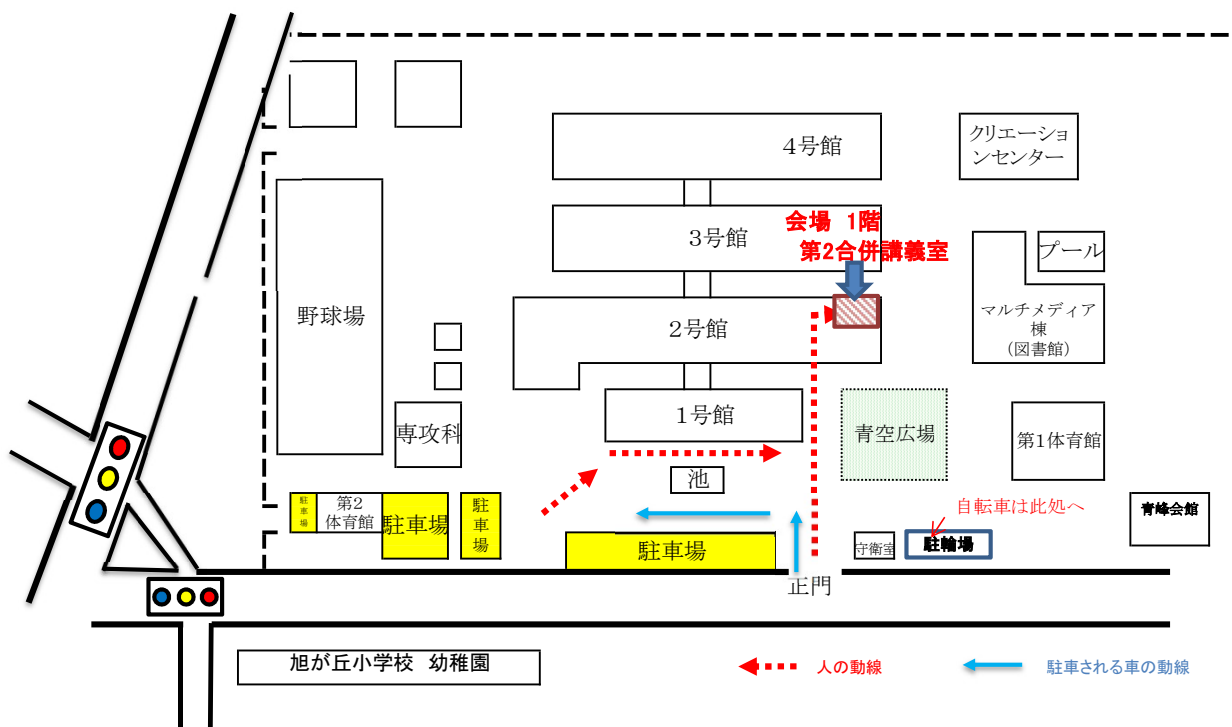 4号館
クリエーショ
ンセンター
会場 1階
第2合併講義室
3号館
プール
野球場
2号館
マルチメディア
棟
(図書館)
1号館
専攻科
青空広場
第1体育館
池
駐車場
第2
体育館
駐車場
駐車場
自転車は此処へ
青峰会館
駐車場
守衛室
駐輪場
正門
旭が丘小学校 幼稚園
人の動線
駐車される車の動線